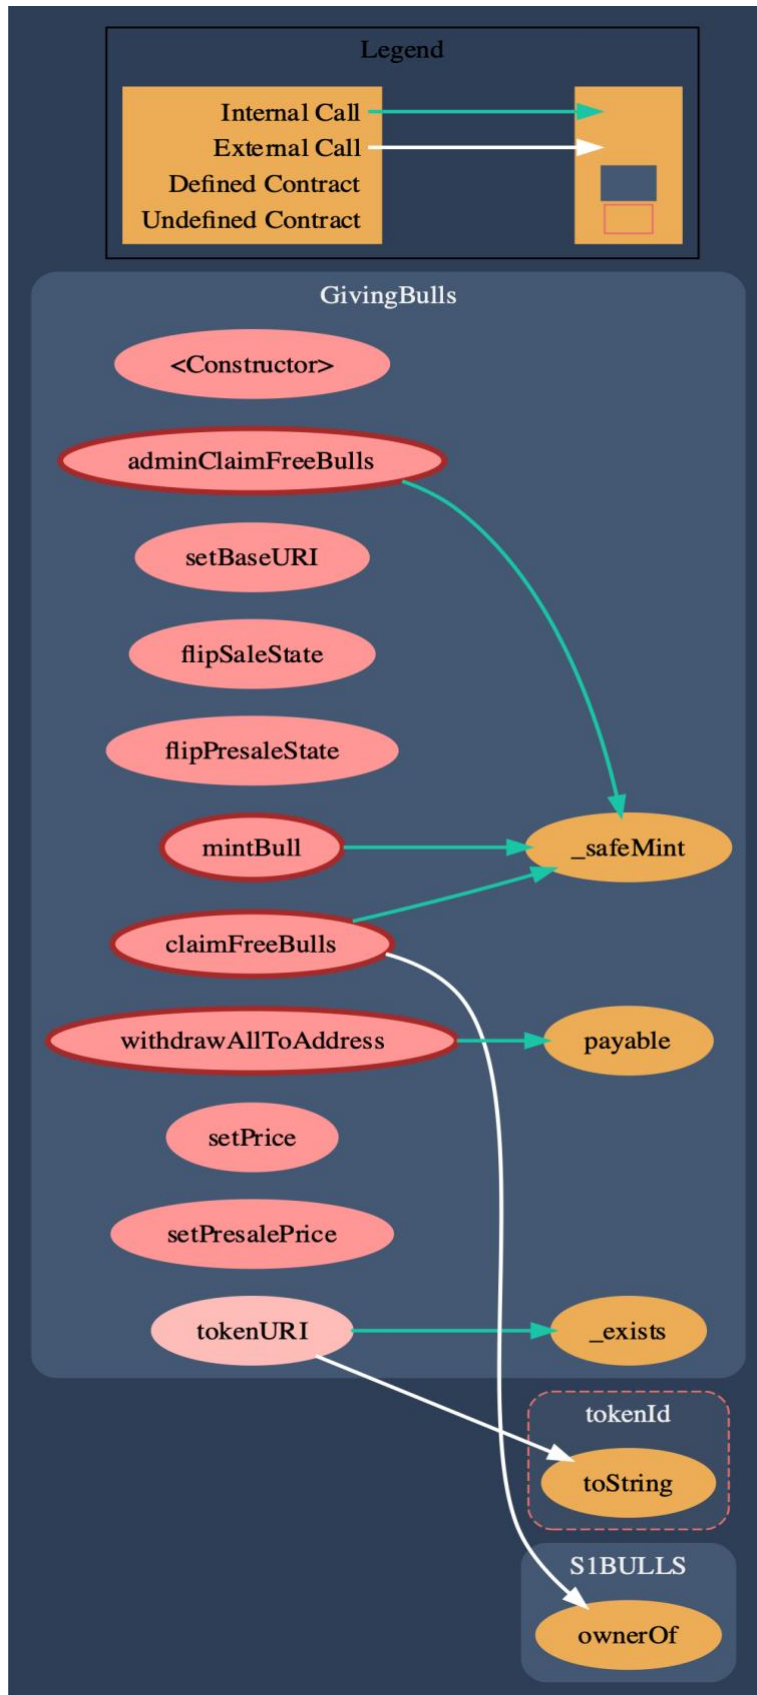 Legend
Internal Call
External Call
Defined Contract
Undefined Contract
GivingBulls
<Constructor>
adminClaimFreeBulls
setBaseURI
flipSaleState
flipPresaleState
mintBull
_safeMint
claimFreeBulls
withdrawAllToAddress
payable
setPrice
setPresalePrice
tokenURI
_exists
tokenId
toString
S1BULLS
ownerOf